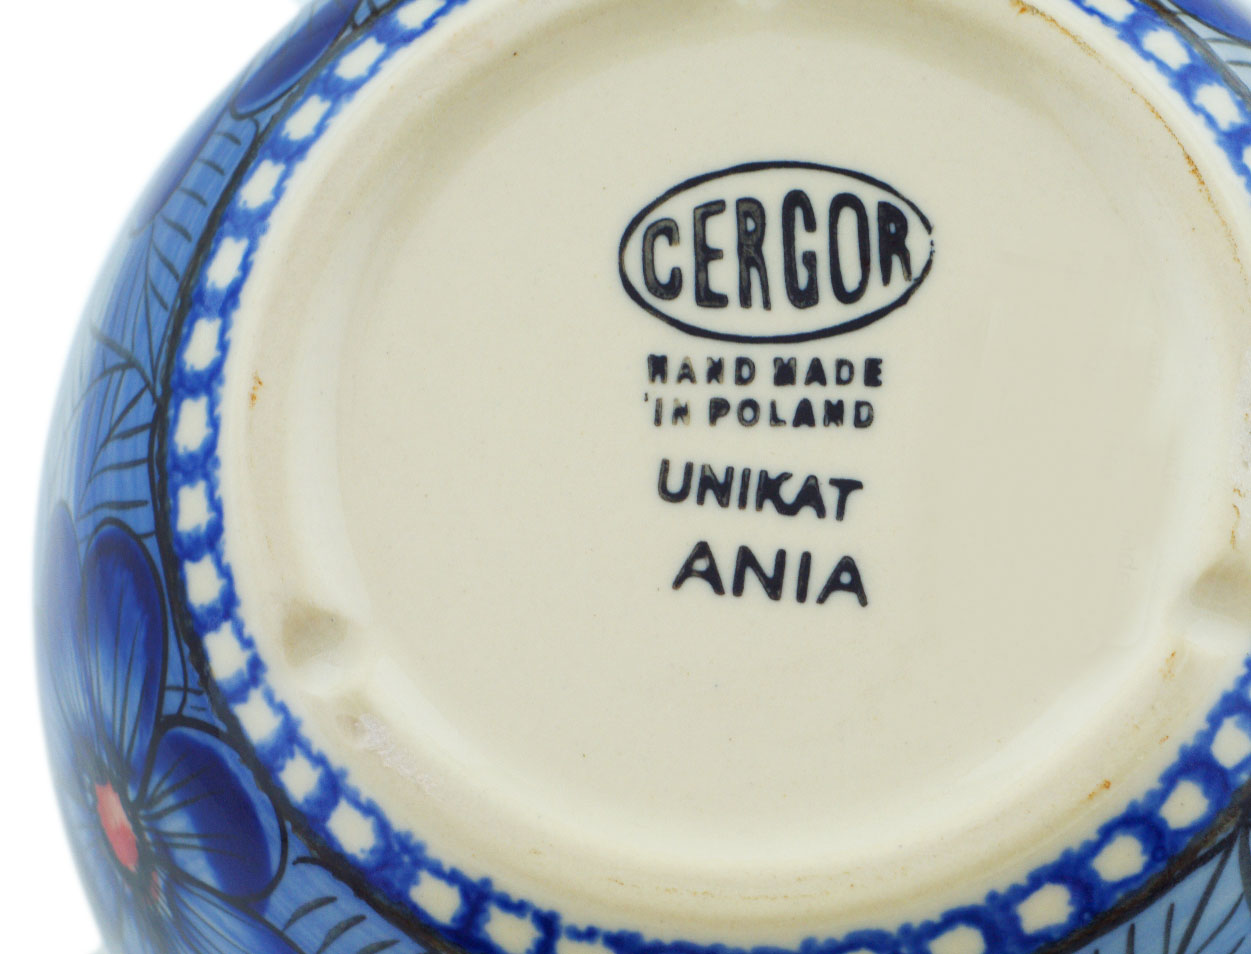 CERGOR
HAND MADE
IN POLAND
UNIKAT
ANIA